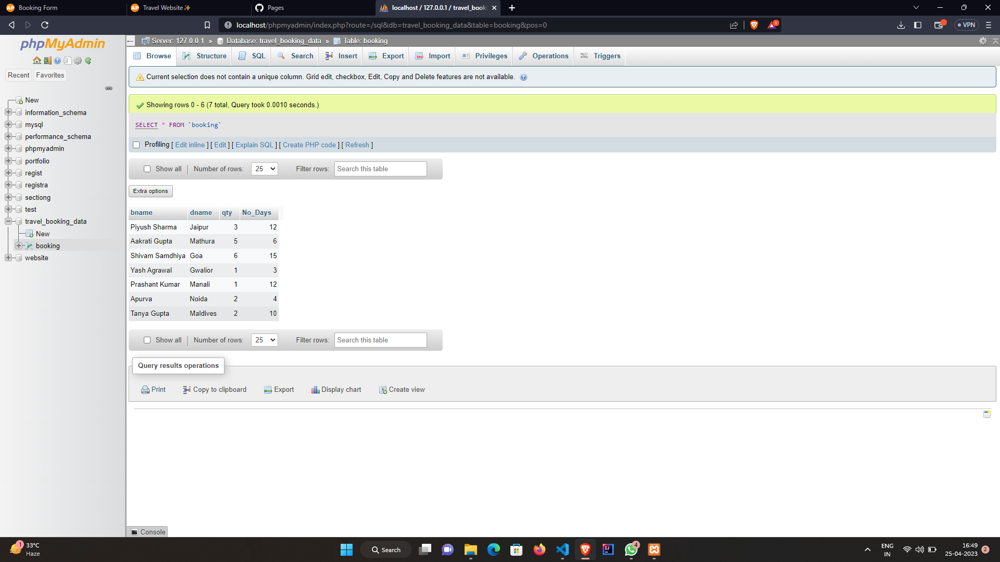 Booking Form
Travel Website✨
Pages
localhost / 127.0.0.1 / travel_booki
localhost/phpmyadmin/index.php?route=/sql&db=travel_booking_data&table=booking&pos=0
1
VPN
phpMyAdmin
Recent Favorites
New
information_schema
mysql
performance_schema
phpmyadmin
portfolio
regist
registra
sectiong
test
travel_booking_data
New
booking
website
Server: 127.0.0.1 » Database: travel_booking_data » Table: booking
Browse Structure SQL Search Insert Export Import Privileges Operations Triggers
Current selection does not contain a unique column. Grid edit, checkbox, Edit, Copy and Delete features are not available.
Showing rows 0 - 6 (7 total, Query took 0.0010 seconds.)
SELECT * FROM `booking`
Profiling [ Edit inline ] [ Edit ] [ Explain SQL ] [ Create PHP code ] [ Refresh ]
Show all | Number of rows: 25 Filter rows: Search this table
Extra options
bname dname qty No_Days
Piyush Sharma Jaipur 3 12
Aakrati Gupta Mathura 5 6
Shivam Samdhiya Goa 6 15
Yash Agrawal Gwalior 1 3
Prashant Kumar Manali 1 12
Apurva Noida 2 4
Tanya Gupta Maldives 2 10
Show all | Number of rows: 25 Filter rows: Search this table
Query results operations
Print Copy to clipboard Export Display chart Create view
Console
1
33°C
Haze
Search
4
ENG
IN
16:49
25-04-2023
2